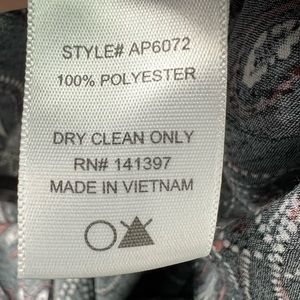 STYLE# AP6072
100% POLYESTER
DRY CLEAN ONLY
RN# 141397
MADE IN VIETNAM